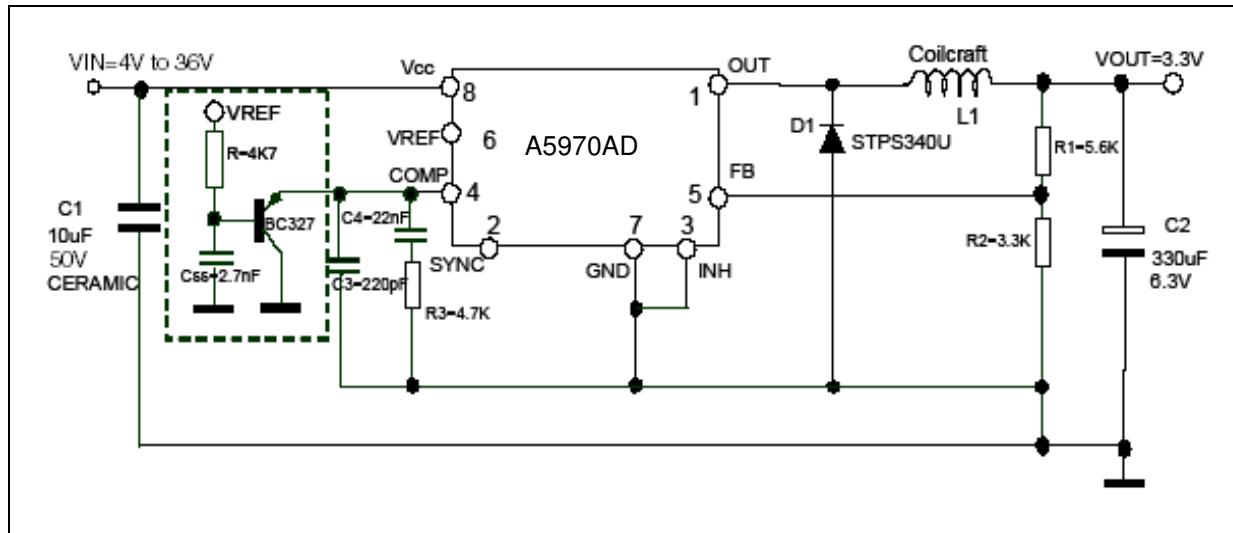 VIN=4V to 36V
Vcc
8
VREF
R=4K7
BC327
Css=2.7nF
C1
10uF
50V
CERAMIC
VREF
6
COMP
4
C4=22nF
C3=220pF
R3=4.7K
SYNC
2
A5970AD
GND
7
3
INH
OUT
1
FB
5
D1
STPS340U
Coilcraft
L1
VOUT=3.3V
R1=5.6K
R2=3.3K
C2
330uF
6.3V